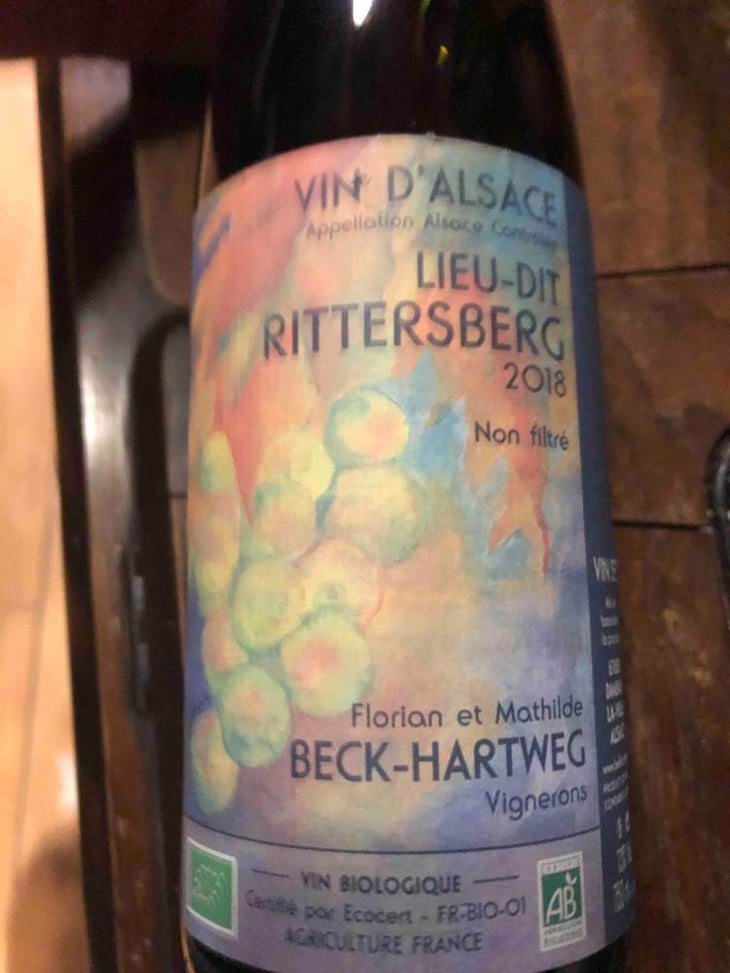 VIN D'ALSACE
Appellation Alsace Contrôlée
LIEU-DIT
RITTERSBERG
2018
Non filtré
Florian et Mathilde
BECK-HARTWEG
Vignerons
VIN BIOLOGIQUE
Certifié par Ecocert - FR-BIO-01
AGRICULTURE FRANCE
AB